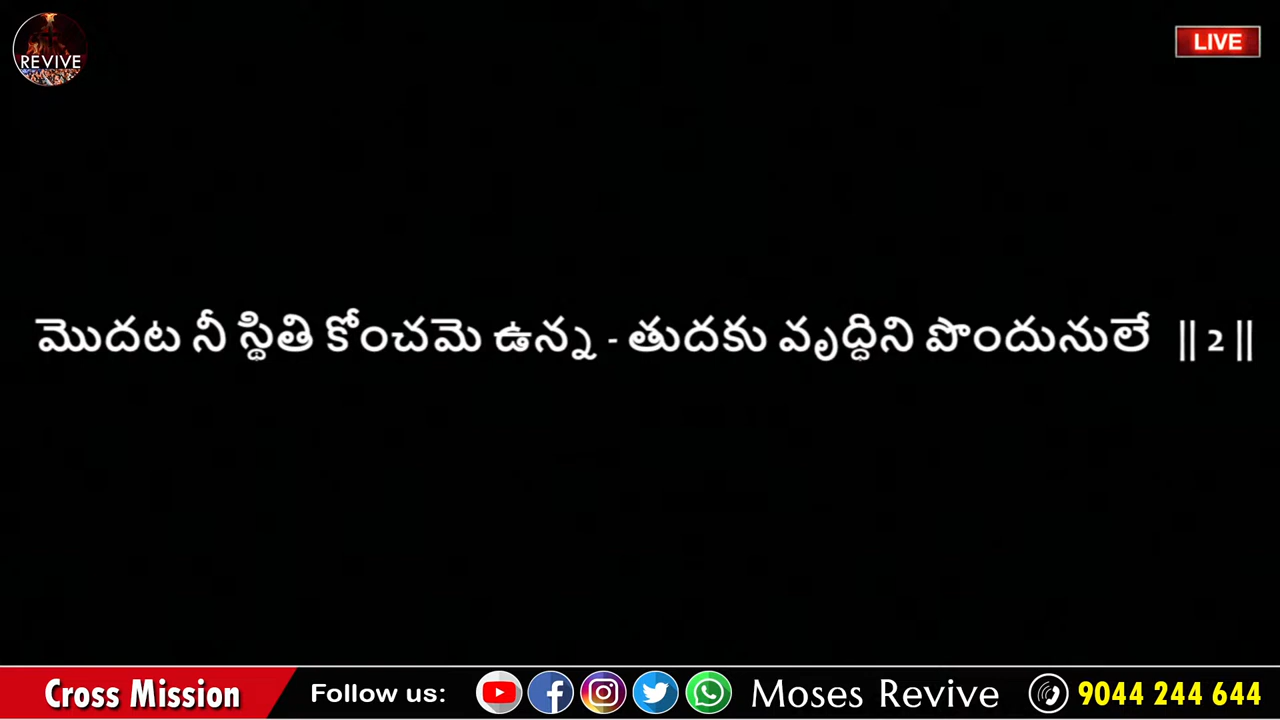 REVIVE
LIVE
మొదట నీ స్థితి కోంచమె ఉన్న - తుదకు వృద్ధిని పొందునులే || 2 ||
Cross Mission Follow us: Moses Revive 9044 244 644